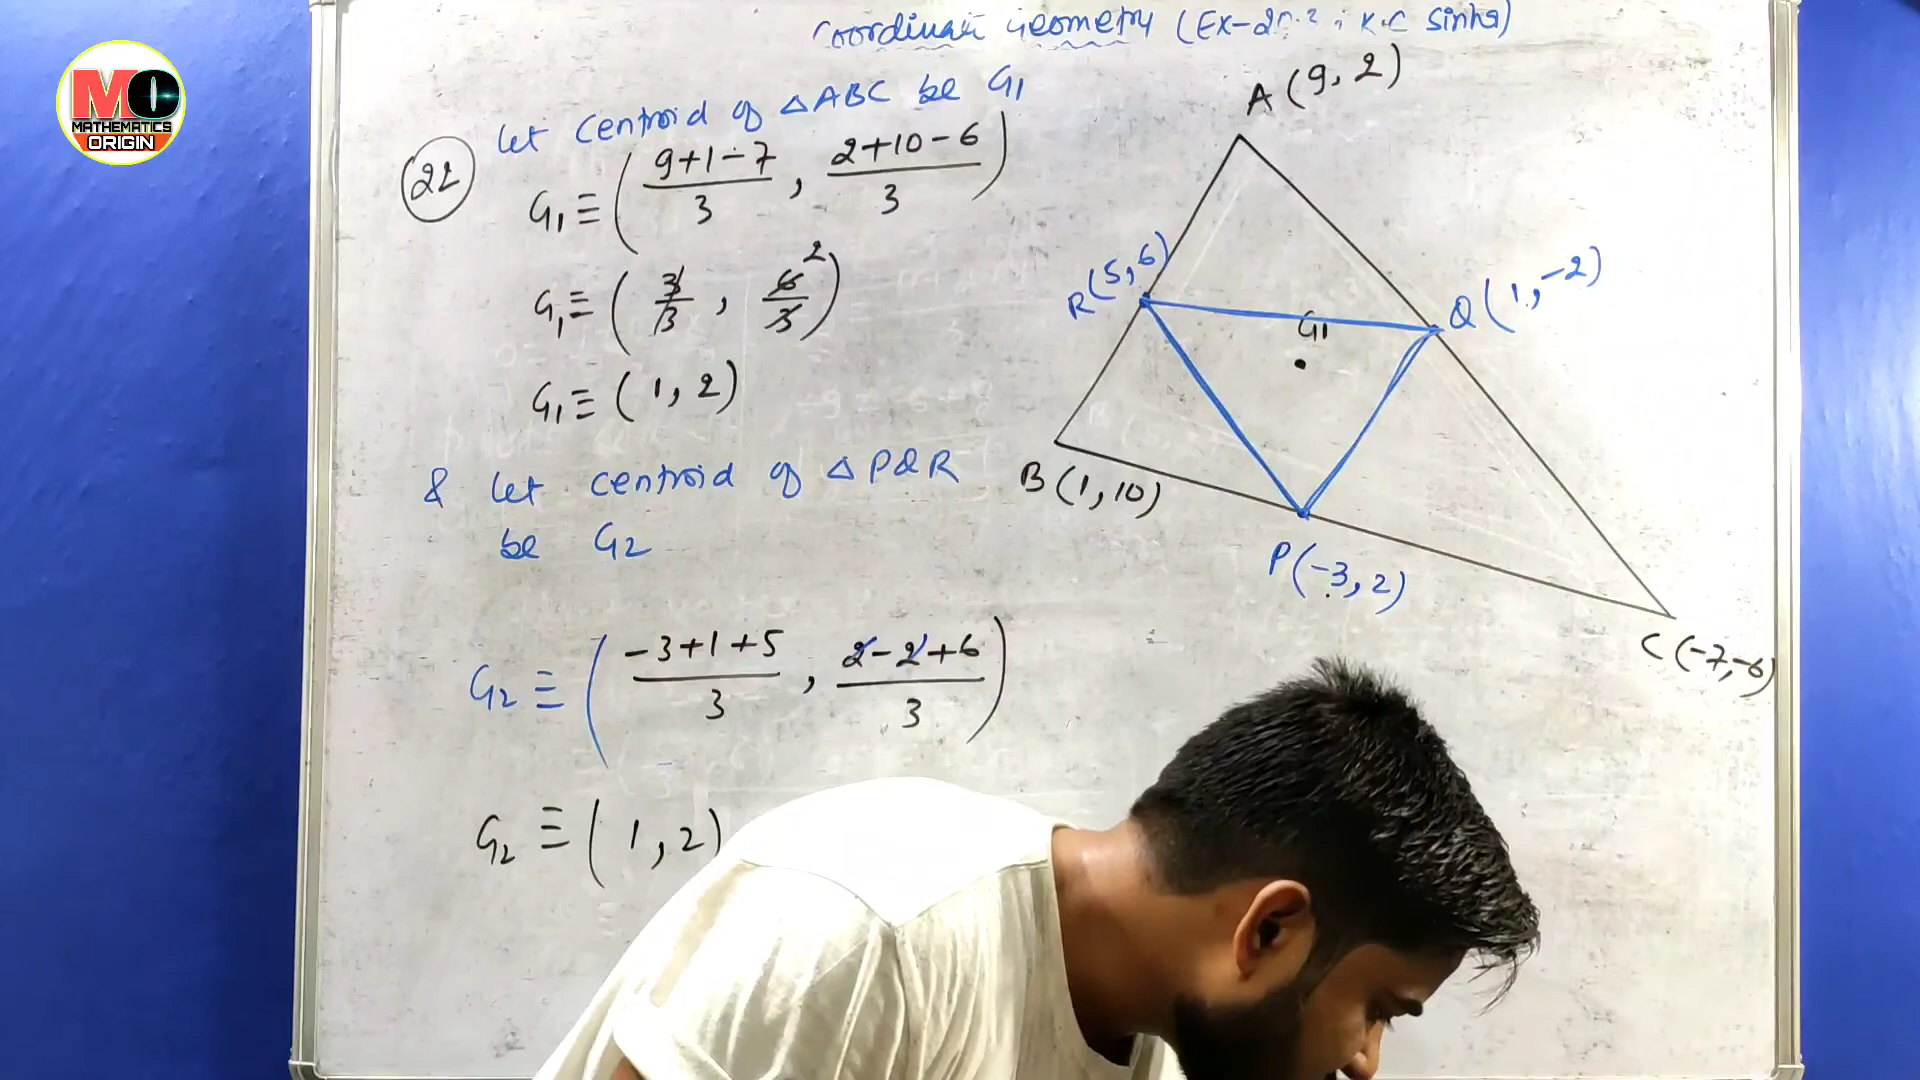 Coordinate Geometry (Ex- K.C Sinha)
MO
MATHEMATICS
ORIGIN
Let centroid of △ABC be G1
G1 ≡ ( 9+1-7 / 3 , 2+10-6 / 3 )
G1 ≡ ( 3/3 , 6/3 ) 2
G1 ≡ (1, 2)
& let centroid of △PQR
be G2
G2 ≡ ( -3+1+5 / 3 , 2-2+6 / 3 )
G2 ≡ ( 1, 2)
A (9, 2)
R(5,6)
Q (1, -2)
G1
B (1, 10)
P(-3, 2)
C (-7,-6)